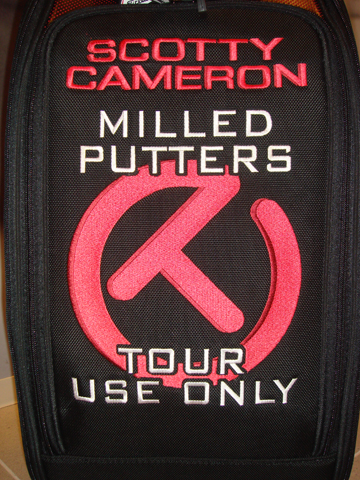 SCOTTY
CAMERON
MILLED
PUTTERS
TOUR
USE ONLY